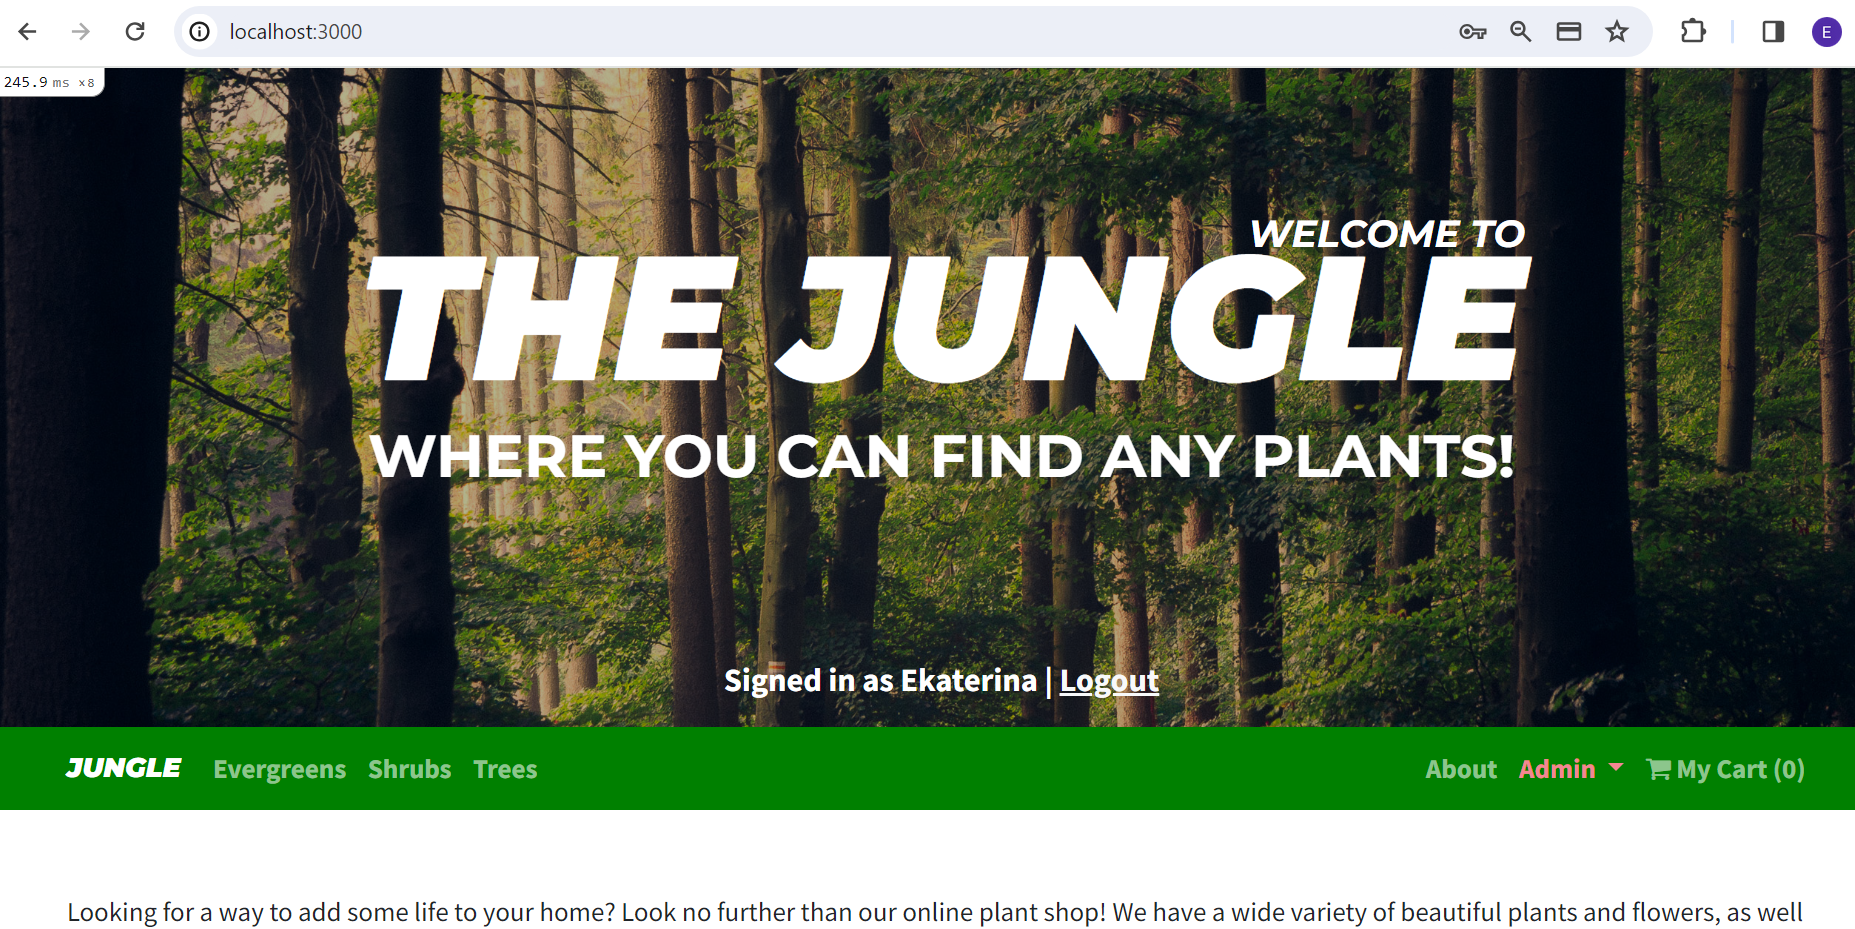 localhost:3000
E
245.9 ms ×8
WELCOME TO
THE JUNGLE
WHERE YOU CAN FIND ANY PLANTS!
Signed in as Ekaterina | Logout
JUNGLE Evergreens Shrubs Trees About Admin My Cart (0)
Looking for a way to add some life to your home? Look no further than our online plant shop! We have a wide variety of beautiful plants and flowers, as well